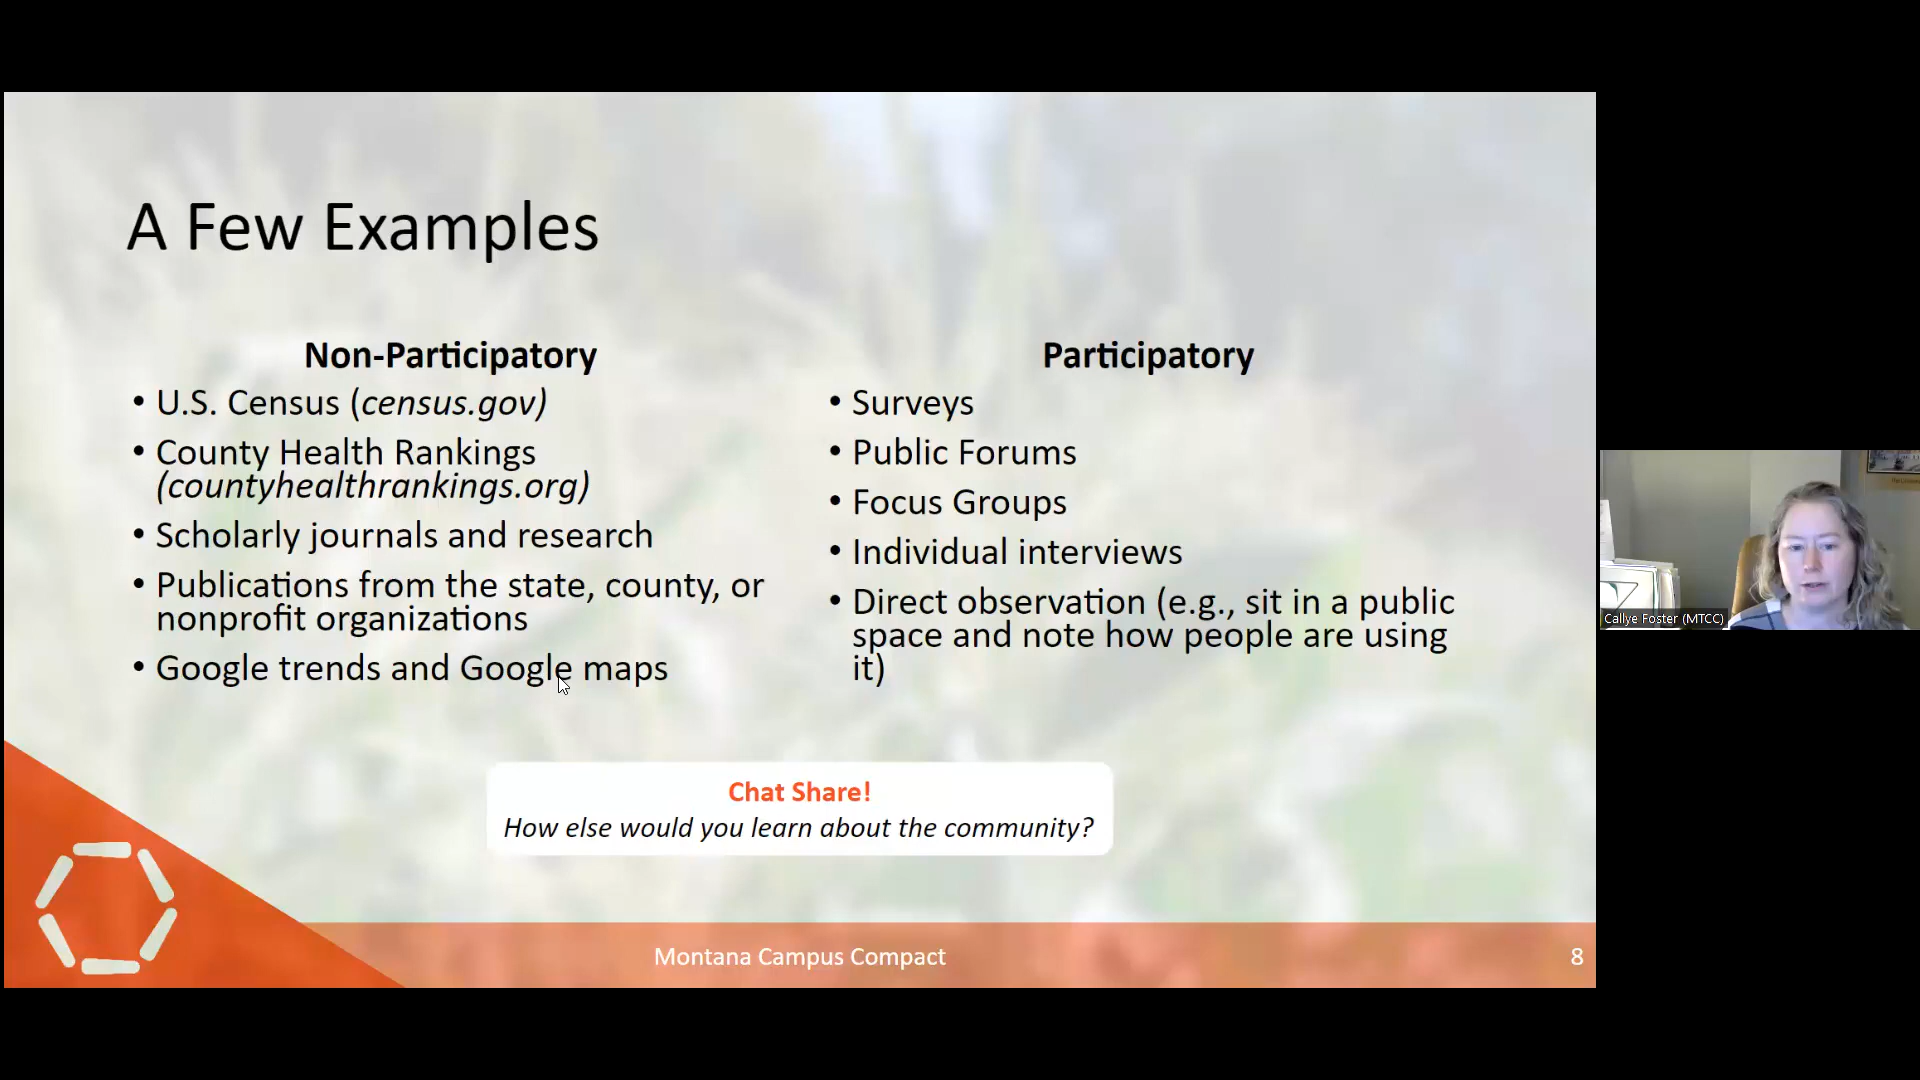 A Few Examples
Non-Participatory
• U.S. Census (census.gov)
• County Health Rankings
(countyhealthrankings.org)
• Scholarly journals and research
• Publications from the state, county, or
nonprofit organizations
• Google trends and Google maps
Participatory
• Surveys
• Public Forums
• Focus Groups
• Individual interviews
• Direct observation (e.g., sit in a public
space and note how people are using
it)
Chat Share!
How else would you learn about the community?
Montana Campus Compact
8
Callye Foster (MTCC)